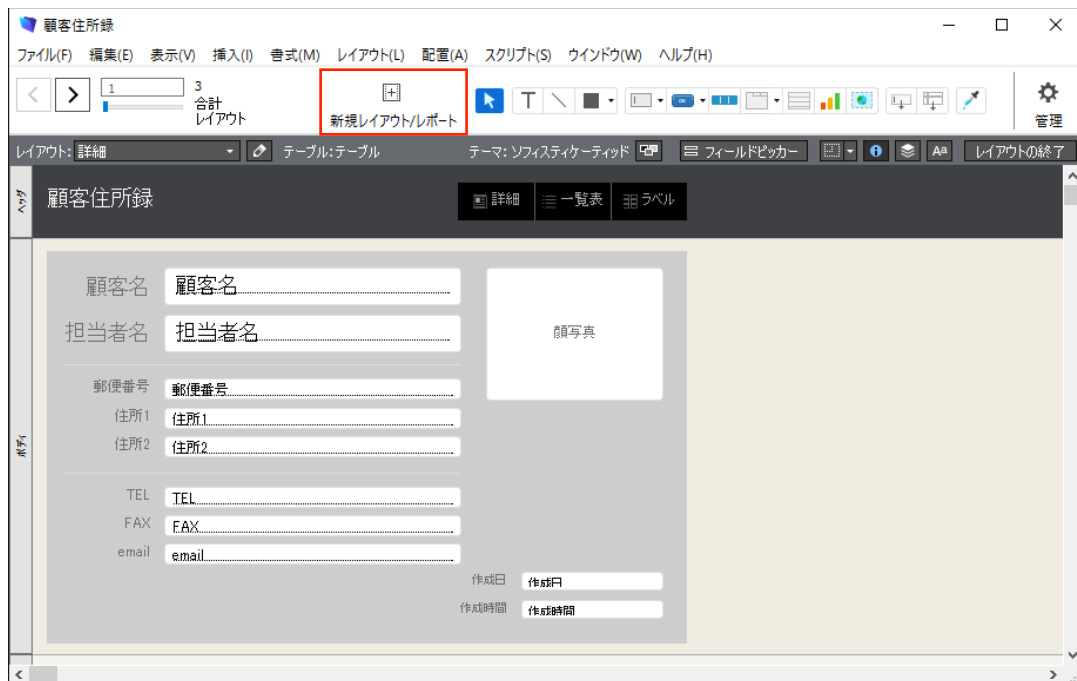 顧客住所録
ファイル(F) 編集(E) 表示(V) 挿入(I) 書式(M) レイアウト(L) 配置(A) スクリプト(S) ウインドウ(W) ヘルプ(H)
1
3
合計
レイアウト
新規レイアウト/レポート
T
管理
レイアウト: 詳細 テーブル:テーブル テーマ: ソフィスティケーティッド フィールドピッカー Aa レイアウトの終了
ヘッダ
顧客住所録 詳細 一覧表 ラベル
ボディ
顧客名 顧客名
担当者名 担当者名
顔写真
郵便番号 郵便番号
住所1 住所1
住所2 住所2
TEL TEL
FAX FAX
email email
作成日 作成日
作成時間 作成時間